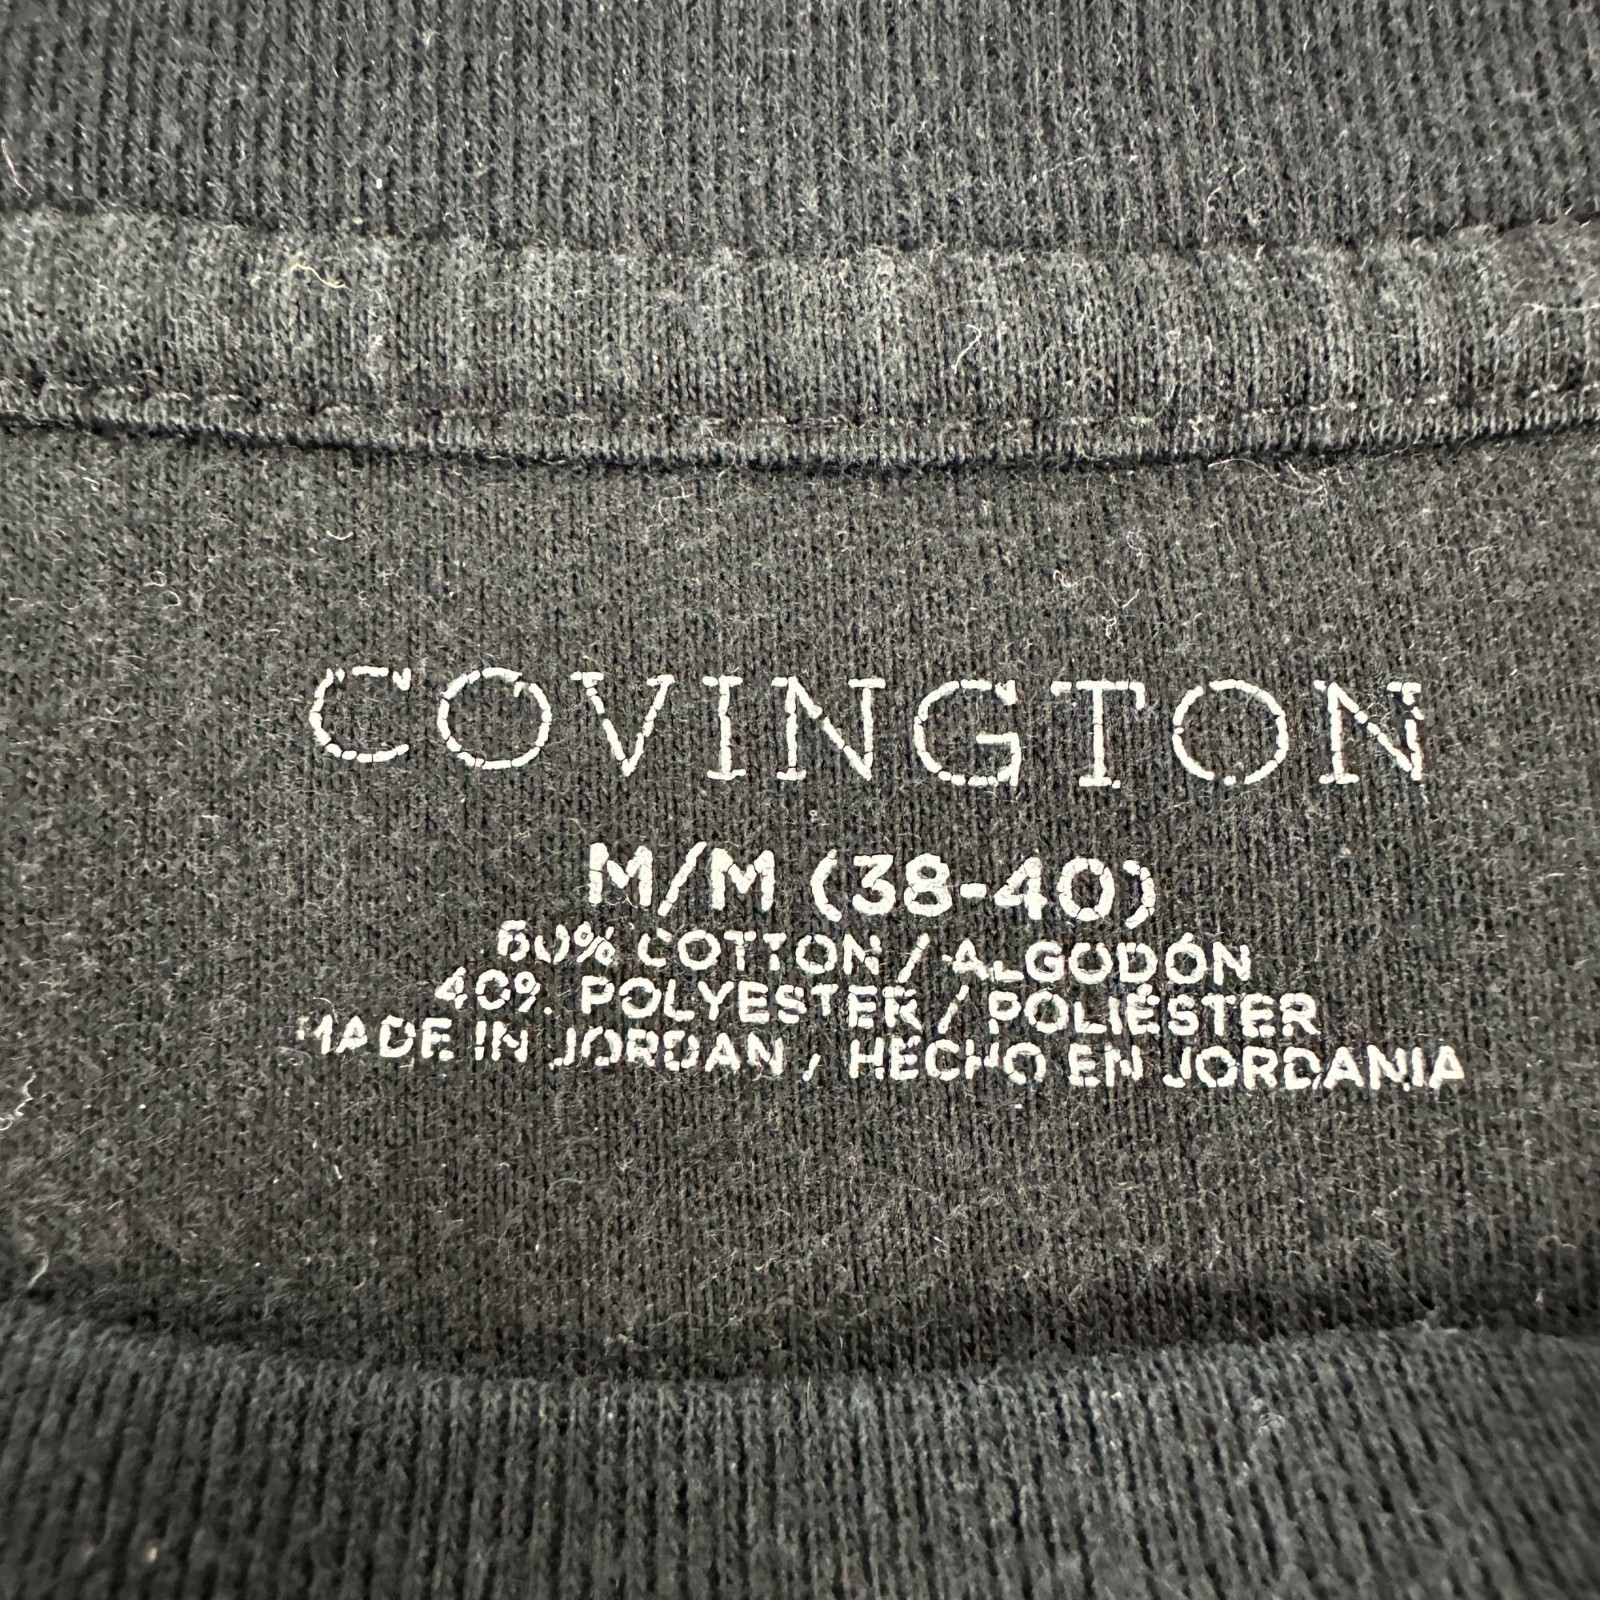 COVINGTON
M/M (38-40)
60% COTTON / ALGODÓN
40% POLYESTER / POLIÉSTER
MADE IN JORDAN / HECHO EN JORDANIA